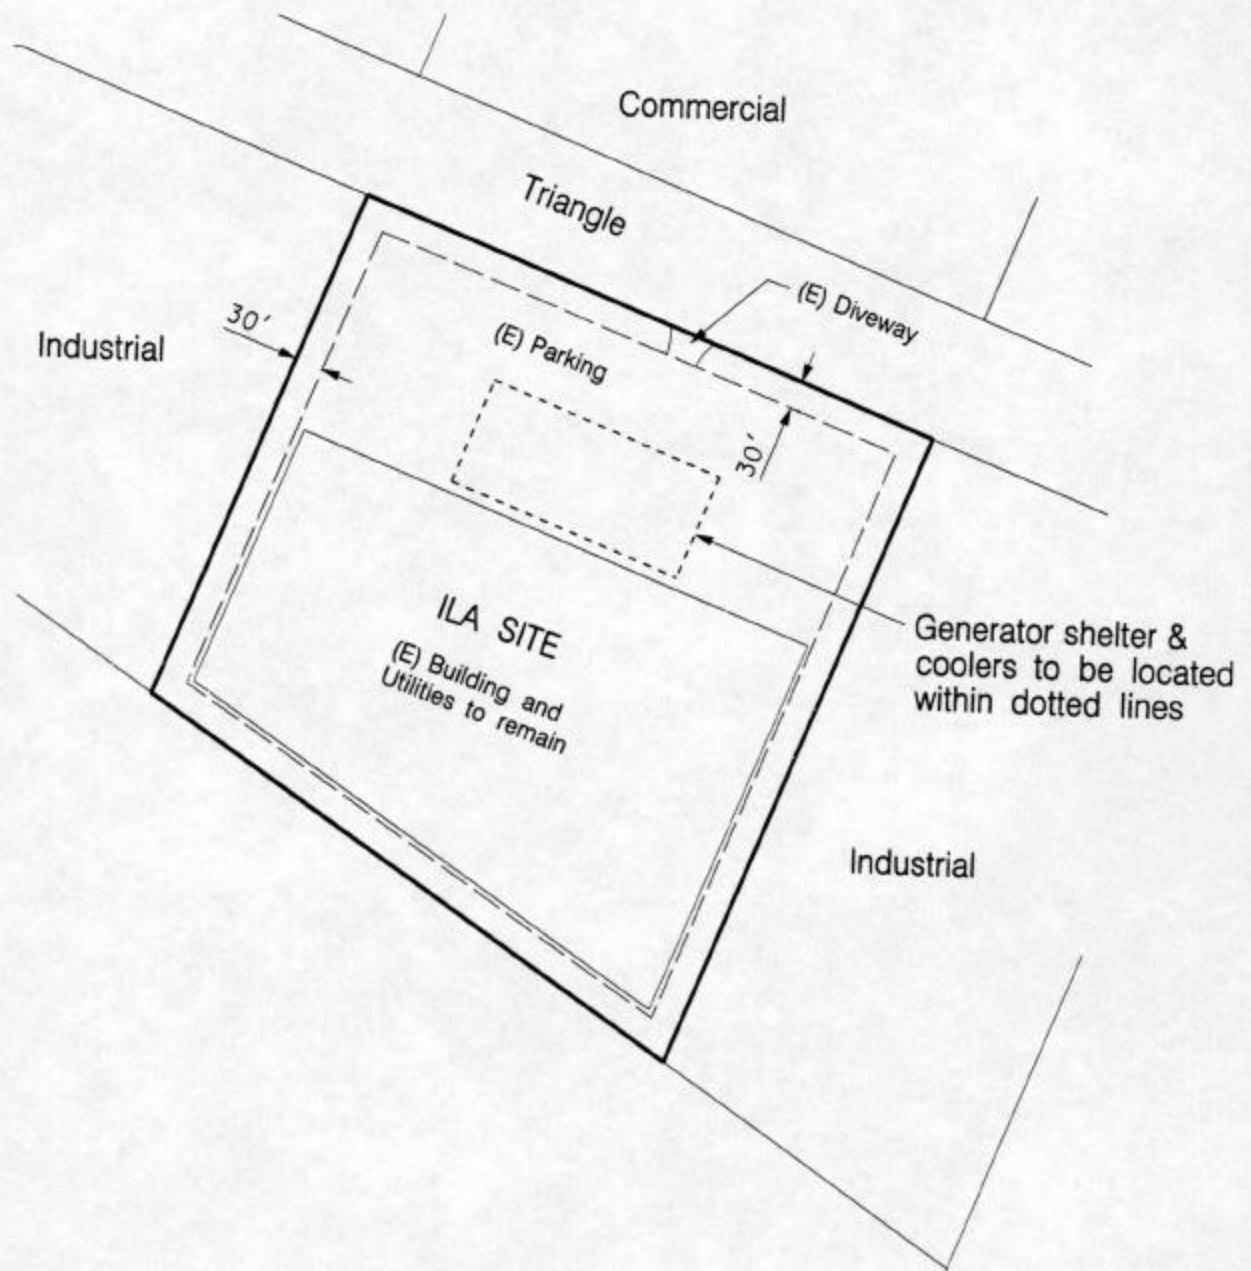 Commercial
Triangle
(E) Diveway
30'
Industrial
(E) Parking
30'
ILA SITE
(E) Building and
Utilities to remain
Generator shelter &
coolers to be located
within dotted lines
Industrial